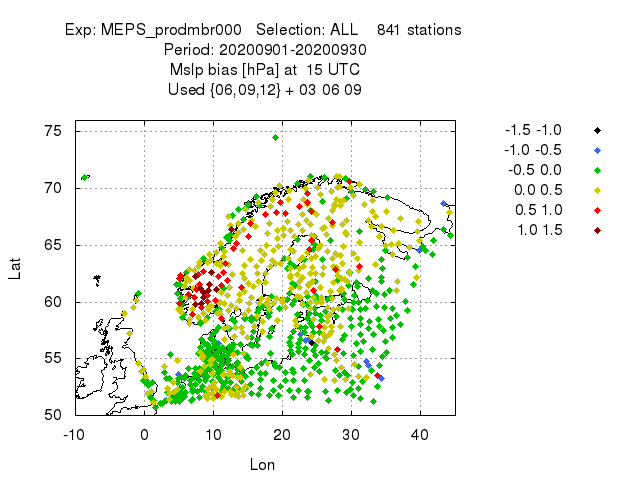 Exp: MEPS_prodmbr000   Selection: ALL    841 stations
Period: 20200901-20200930
Mslp bias [hPa] at  15 UTC
Used {06,09,12} + 03 06 09
75
70
65
60
55
50
Lat
-10 0 10 20 30 40
Lon
-1.5 -1.0
-1.0 -0.5
-0.5 0.0
0.0 0.5
0.5 1.0
1.0 1.5